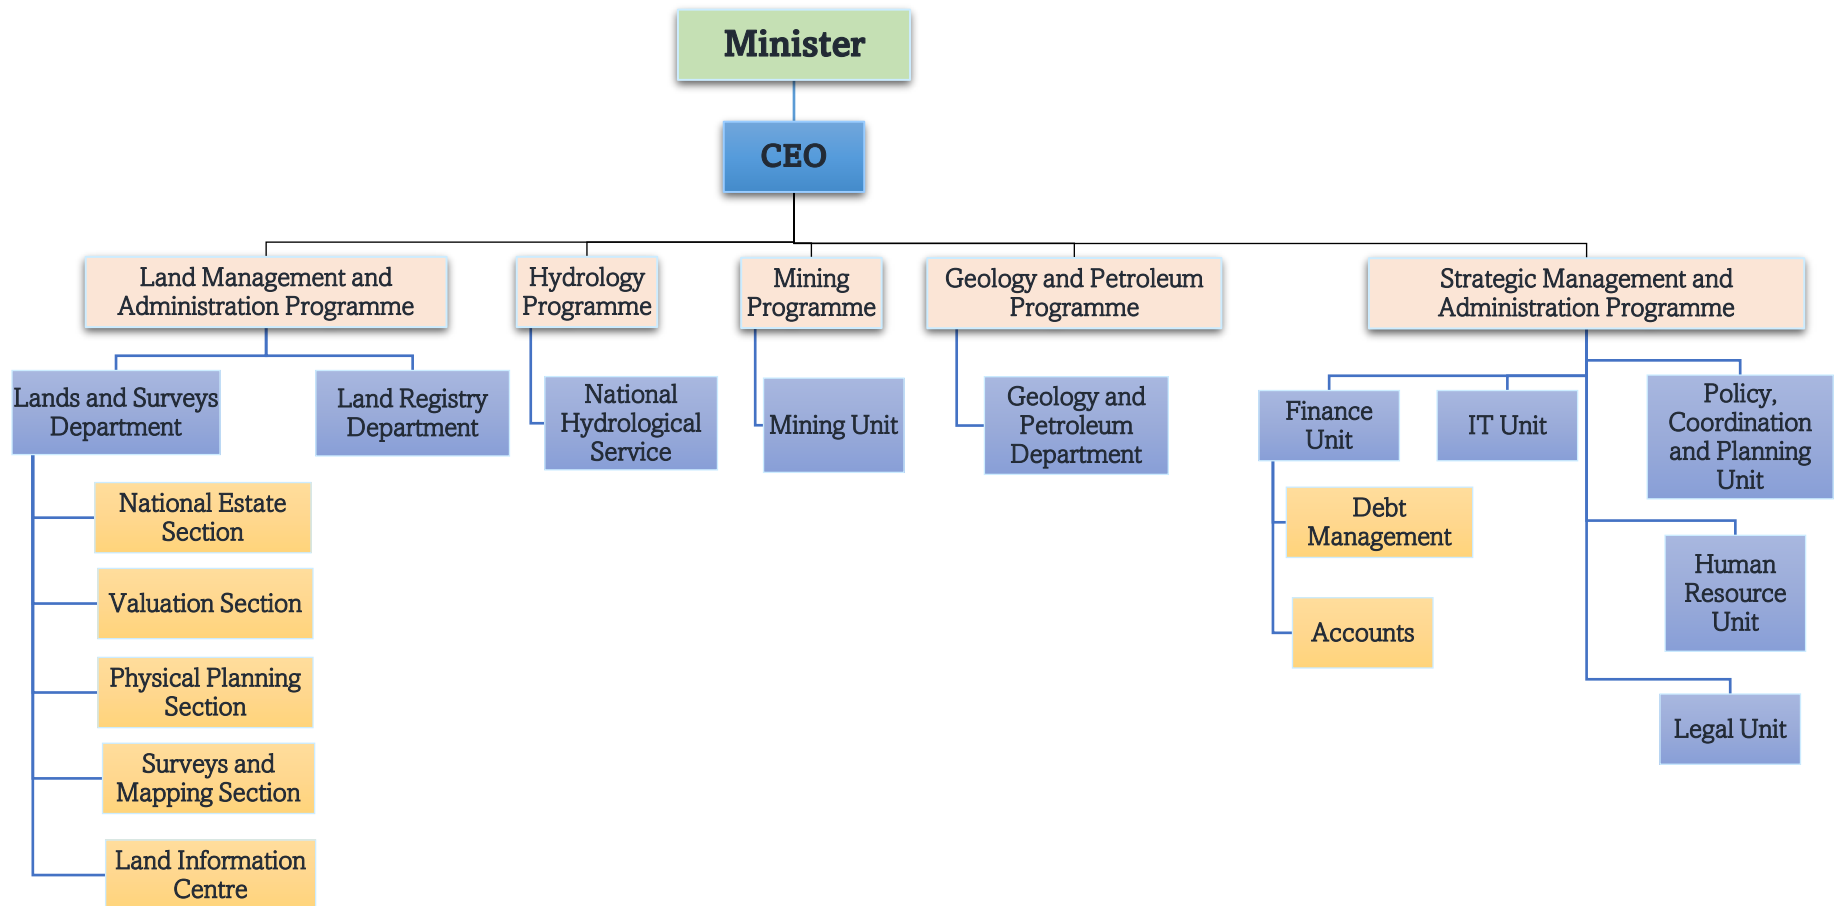 Minister
CEO
Land Management and
Administration Programme
Hydrology
Programme
Mining
Programme
Geology and Petroleum
Programme
Strategic Management and
Administration Programme
Lands and Surveys
Department
Land Registry
Department
National
Hydrological
Service
Mining Unit
Geology and
Petroleum
Department
Finance
Unit
IT Unit
Policy,
Coordination
and Planning
Unit
National Estate
Section
Valuation Section
Physical Planning
Section
Surveys and
Mapping Section
Land Information
Centre
Debt
Management
Accounts
Human
Resource
Unit
Legal Unit